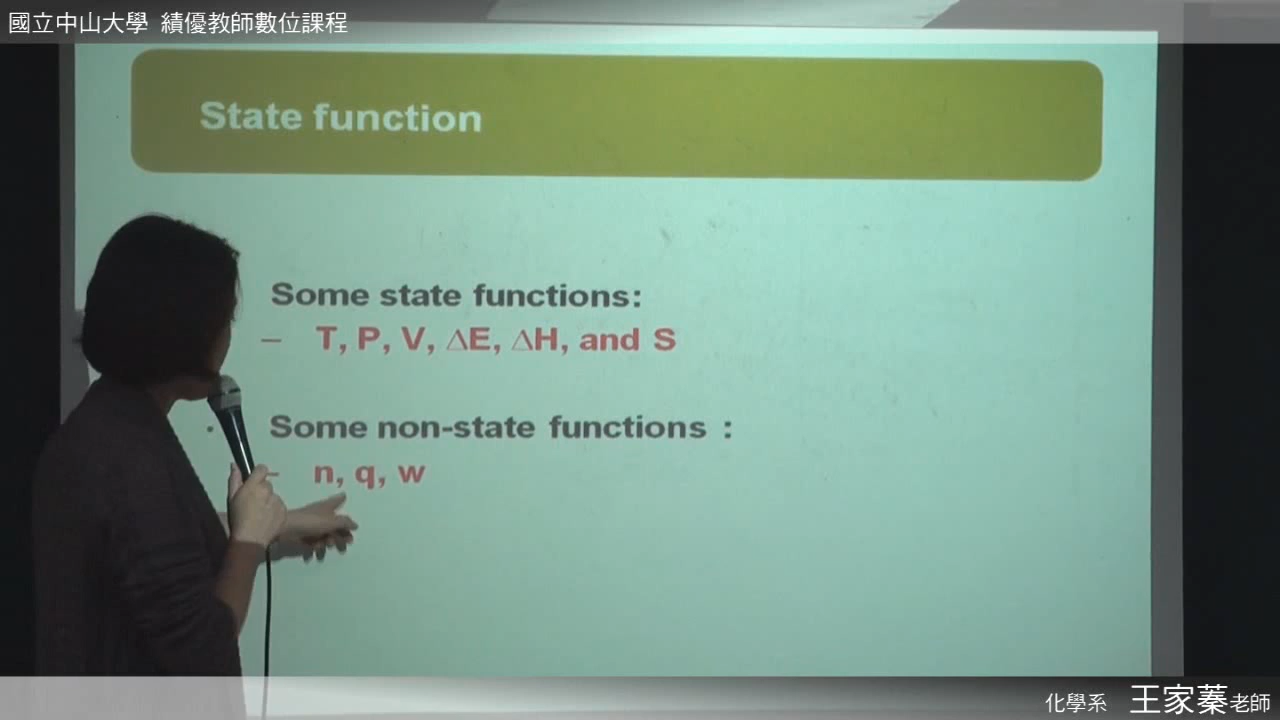 國立中山大學 績優教師數位課程
State function
Some state functions:
– T, P, V, ∆E, ∆H, and S
• Some non-state functions :
– n, q, w
化學系 王家蓁老師